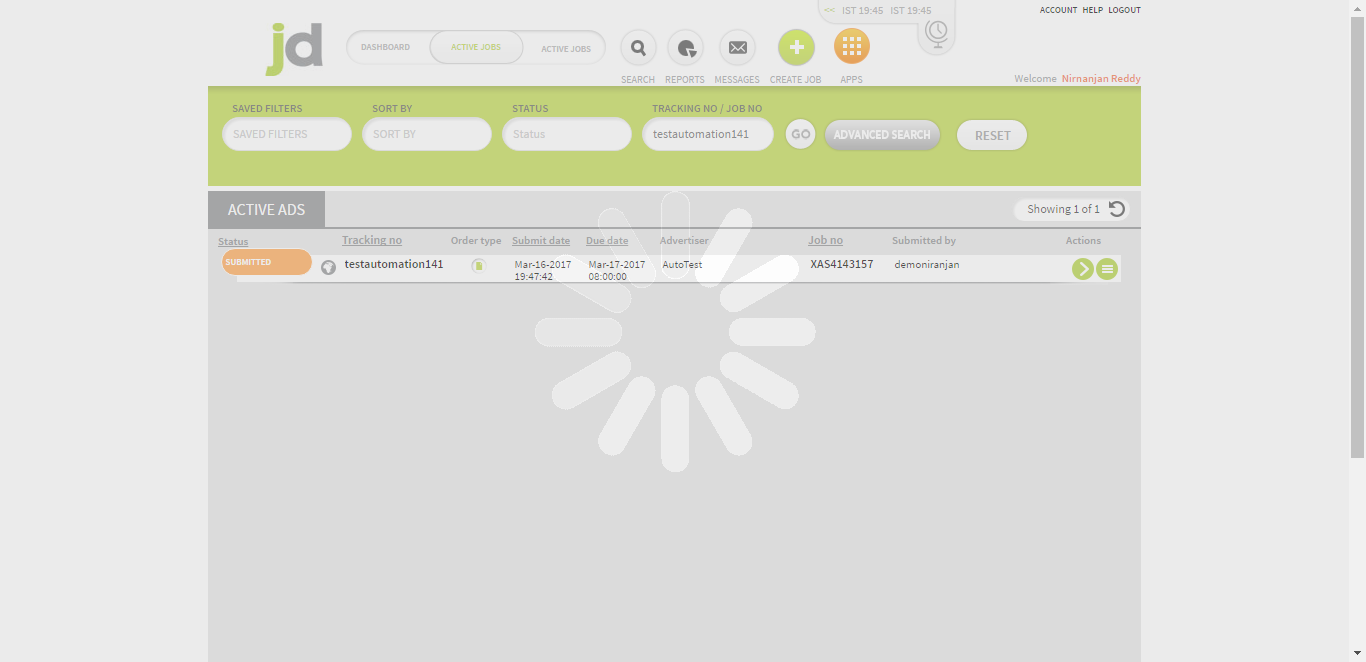 << IST 19:45 IST 19:45
ACCOUNT HELP LOGOUT
jd
DASHBOARD ACTIVE JOBS ACTIVE JOBS
SEARCH REPORTS MESSAGES CREATE JOB APPS
Welcome Nirnanjan Reddy
SAVED FILTERS SORT BY STATUS TRACKING NO / JOB NO
SAVED FILTERS SORT BY Status testautomation141 GO ADVANCED SEARCH RESET
ACTIVE ADS Showing 1 of 1
Status Tracking no Order type Submit date Due date Advertiser Job no Submitted by Actions
SUBMITTED testautomation141 Mar-16-2017 Mar-17-2017 AutoTest XAS4143157 demoniranjan
19:47:42 08:00:00